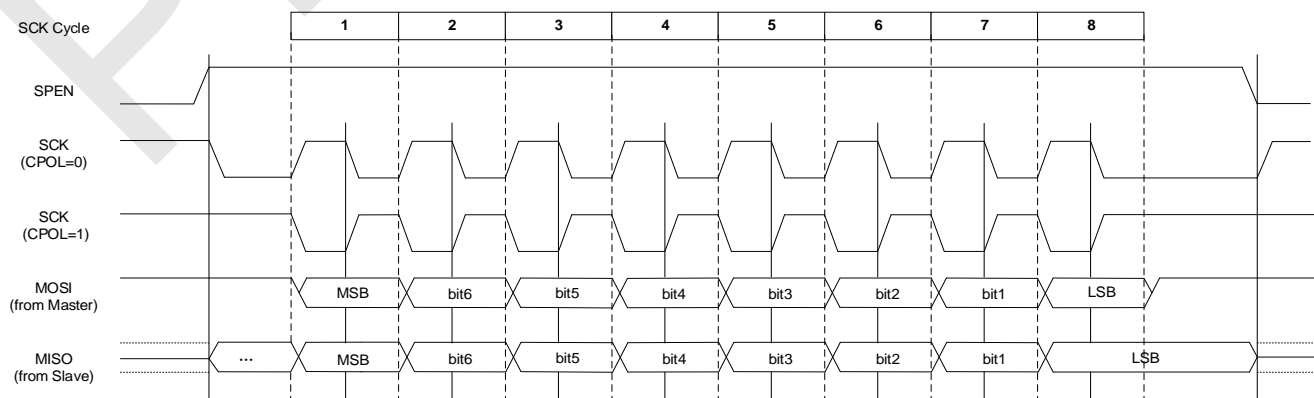 SCK Cycle 1 2 3 4 5 6 7 8
SPEN
SCK
(CPOL=0)
SCK
(CPOL=1)
MOSI
(from Master)
MSB bit6 bit5 bit4 bit3 bit2 bit1 LSB
MISO
(from Slave)
... MSB bit6 bit5 bit4 bit3 bit2 bit1 LSB